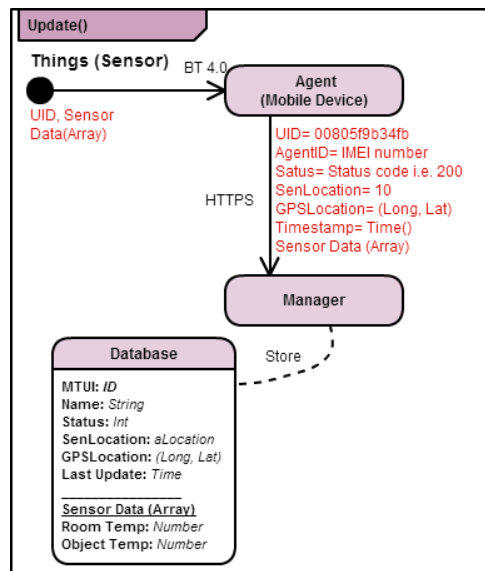 Update()
Things (Sensor)
BT 4.0
UID, Sensor
Data(Array)
Agent
(Mobile Device)
UID= 00805f9b34fb
AgentID= IMEI number
Satus= Status code i.e. 200
SenLocation= 10
GPSLocation= (Long, Lat)
Timestamp= Time()
Sensor Data (Array)
HTTPS
Manager
Store
Database
MTUI: ID
Name: String
Status: Int
SenLocation: aLocation
GPSLocation: (Long, Lat)
Last Update: Time
Sensor Data (Array)
Room Temp: Number
Object Temp: Number